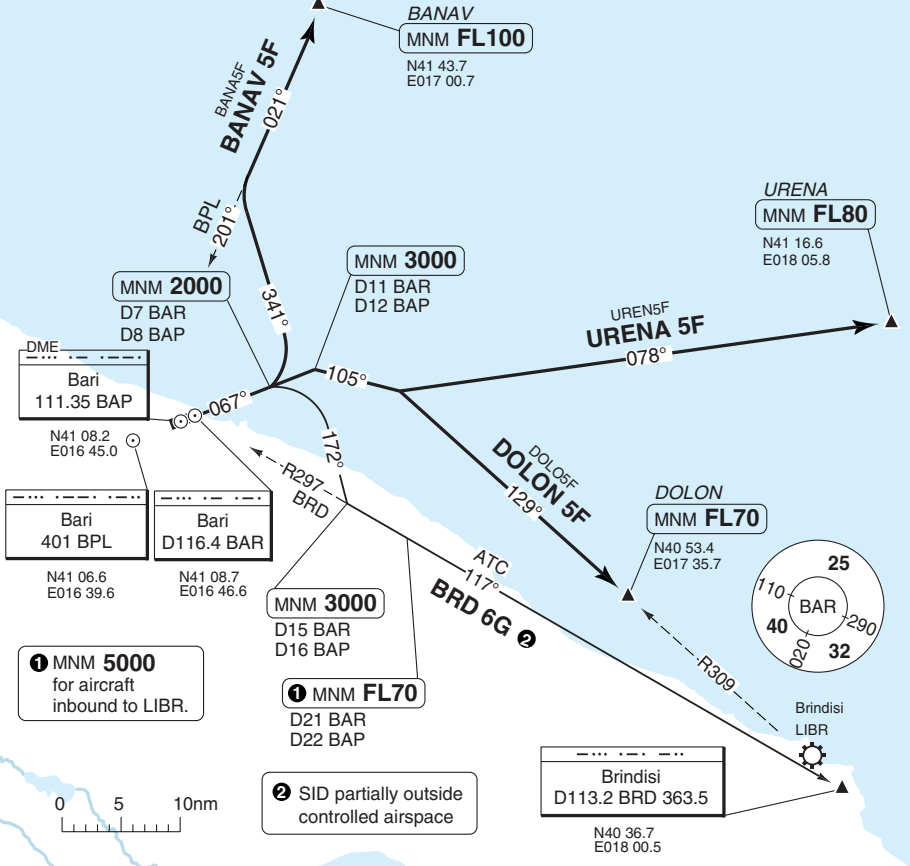 BANAV
MNM FL100
N41 43.7
E017 00.7
BANA5F
BANAV 5F
021°
BPL
201°
URENA
MNM FL80
N41 16.6
E018 05.8
MNM 3000
D11 BAR
D12 BAP
MNM 2000
D7 BAR
D8 BAP
341°
UREN5F
URENA 5F
078°
105°
DME
Bari
111.35 BAP
067°
N41 08.2
E016 45.0
172°
R297
BRD
DOLO5F
DOLON 5F
129°
DOLON
MNM FL70
N40 53.4
E017 35.7
Bari
401 BPL
N41 06.6
E016 39.6
Bari
D116.4 BAR
N41 08.7
E016 46.6
ATC
117°
BRD 6G 2
25
110
BAR
290
40
020
32
MNM 3000
D15 BAR
D16 BAP
1 MNM 5000
for aircraft
inbound to LIBR.
1 MNM FL70
D21 BAR
D22 BAP
R309
Brindisi
LIBR
Brindisi
D113.2 BRD 363.5
N40 36.7
E018 00.5
2 SID partially outside
controlled airspace
0 5 10nm